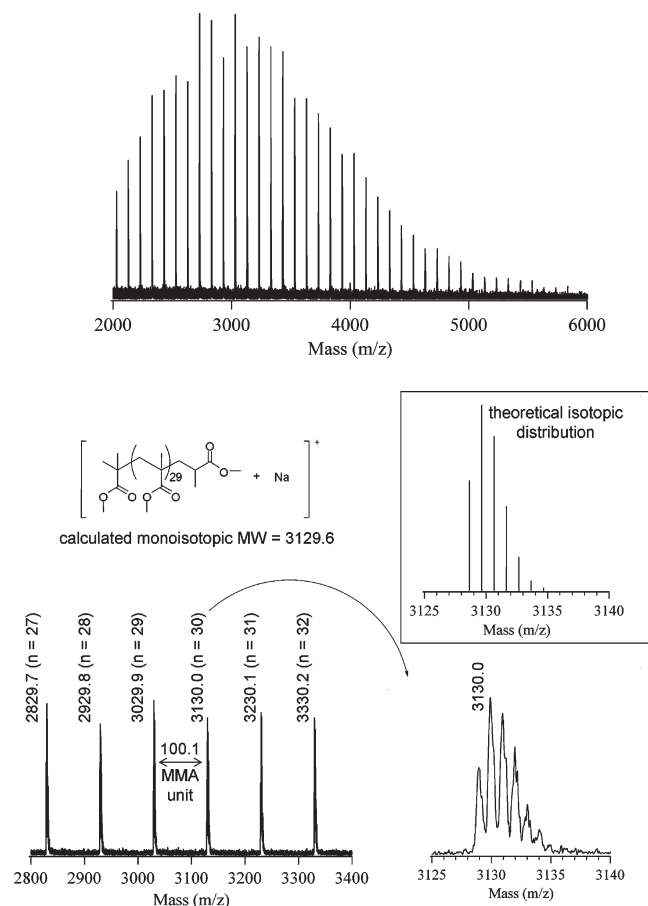 2000 3000 4000 5000 6000
Mass (m/z)
O
O
29
O
O
O
O
+ Na
+
calculated monoisotopic MW = 3129.6
theoretical isotopic
distribution
3125 3130 3135 3140
Mass (m/z)
2829.7 (n = 27)
2929.8 (n = 28)
3029.9 (n = 29)
3130.0 (n = 30)
3230.1 (n = 31)
3330.2 (n = 32)
100.1
MMA
unit
2800 2900 3000 3100 3200 3300 3400
Mass (m/z)
3130.0
3125 3130 3135 3140
Mass (m/z)